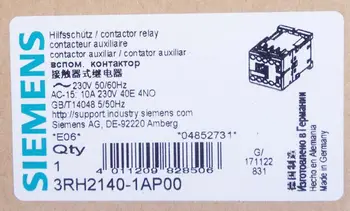 SIEMENS
Hilfsschütz / contactor relay
contacteur auxiliaire
contactor auxiliar / contator auxiliar
вспом. контактор
接触器式继电器
230V 50/60Hz
AC-15: 10A 230V 40E 4NO
GB/T14048 5/50Hz
http://support industry siemens com
Siemens AG, DE-92220 Amberg
*E06* *04852731*
Qty
1
G/
171122
831
4 011209 828506
3RH2140-1AP00
Made in Germany
Hecho en Alemania
Изготовлено в Германии